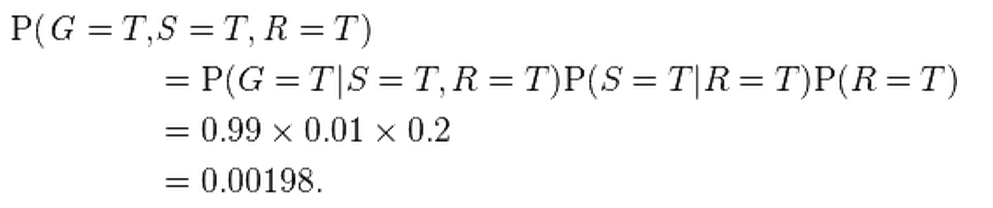 P(G = T,S = T, R = T)
= P(G = T|S = T, R = T)P(S = T|R = T)P(R = T)
= 0.99 × 0.01 × 0.2
= 0.00198.